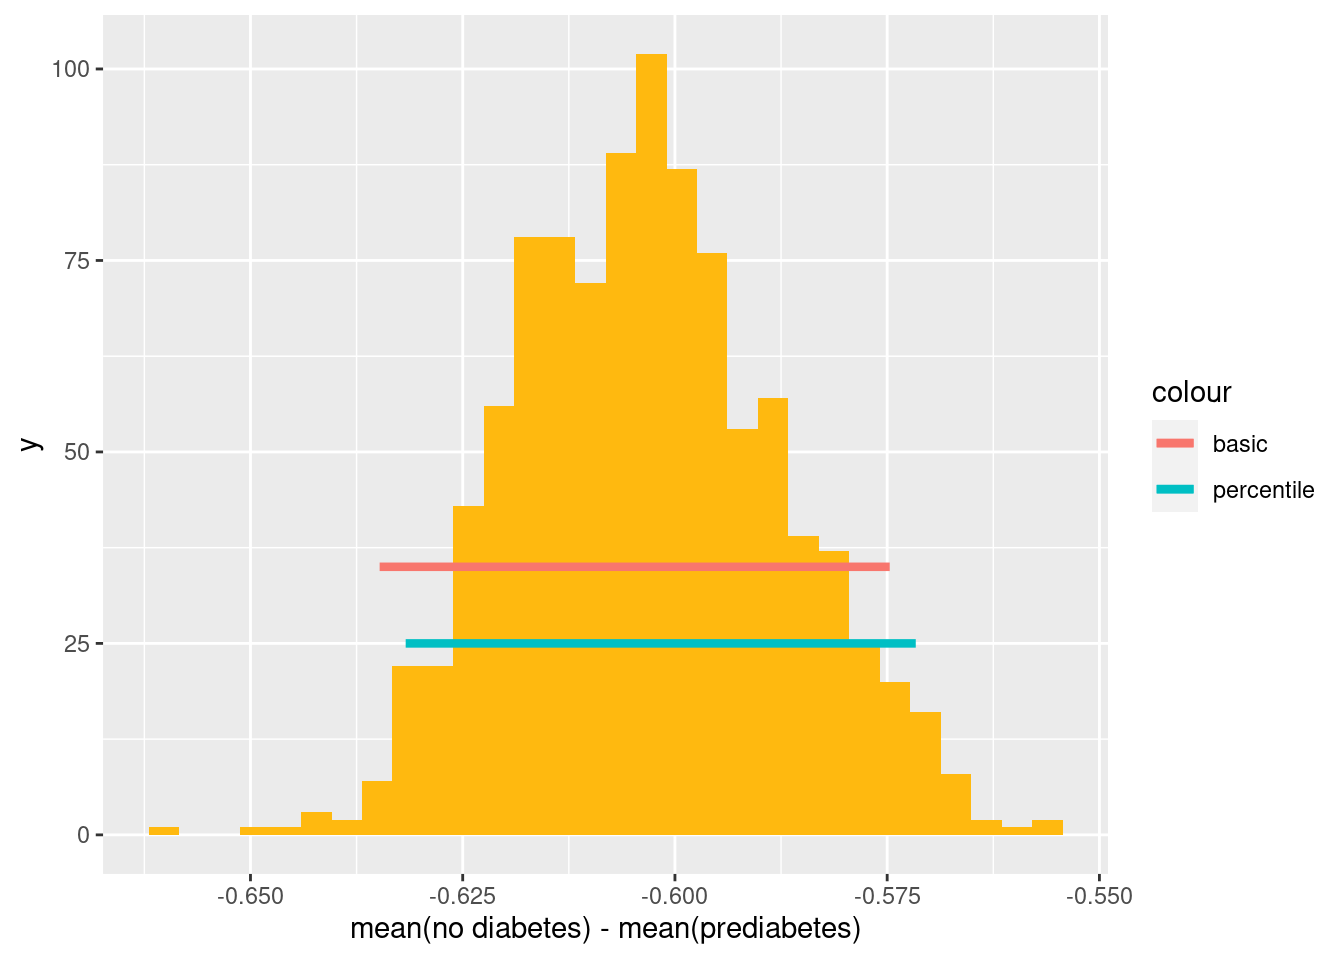 100
75
50
25
0
y
-0.650 -0.625 -0.600 -0.575 -0.550
mean(no diabetes) - mean(prediabetes)
colour
basic
percentile